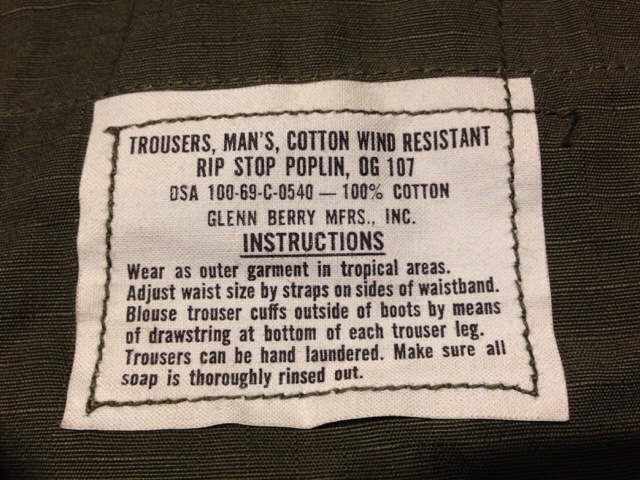 TROUSERS, MAN'S, COTTON WIND RESISTANT
RIP STOP POPLIN, OG 107
DSA 100-69-C-0540 — 100% COTTON
GLENN BERRY MFRS., INC.
INSTRUCTIONS
Wear as outer garment in tropical areas.
Adjust waist size by straps on sides of waistband.
Blouse trouser cuffs outside of boots by means
of drawstring at bottom of each trouser leg.
Trousers can be hand laundered. Make sure all
soap is thoroughly rinsed out.